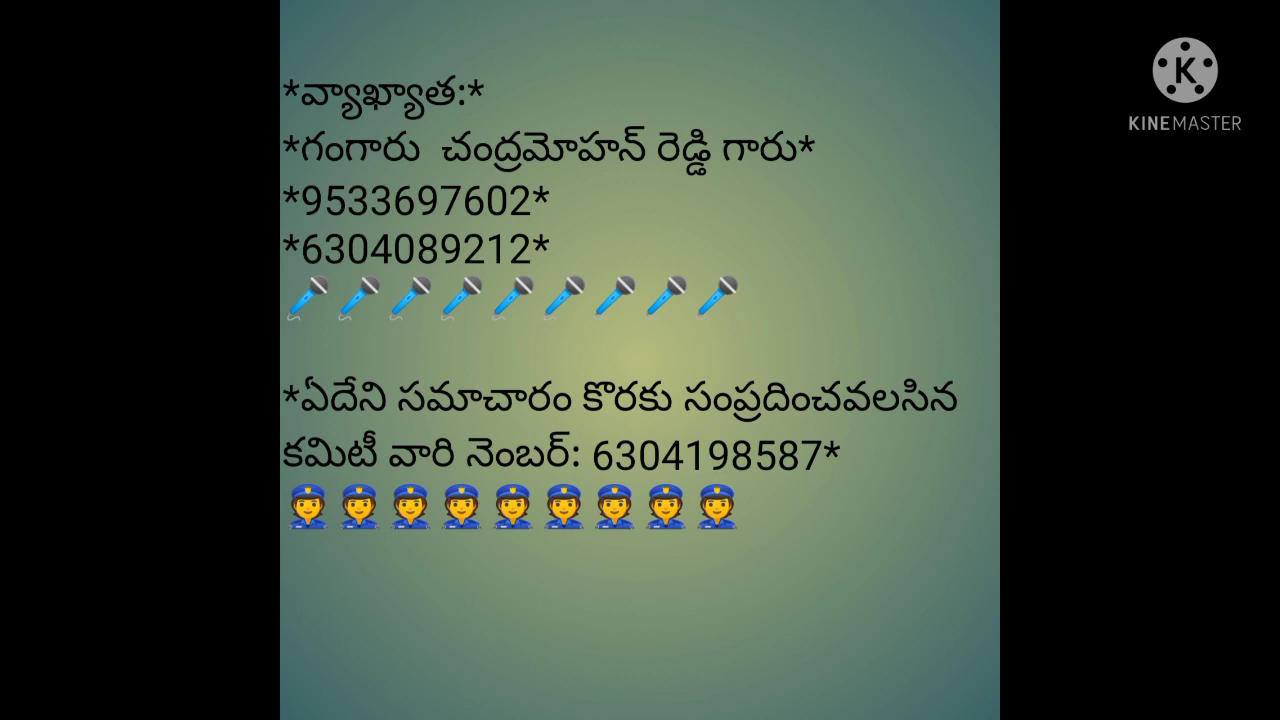 *వ్యాఖ్యాత:*
*గంగారు  చంద్రమోహన్ రెడ్డి గారు*
*9533697602*
*6304089212*
🎤🎤🎤🎤🎤🎤🎤🎤🎤
*ఏదేని సమాచారం కొరకు సంప్రదించవలసిన
కమిటీ వారి నెంబర్: 6304198587*
👮👮👮👮👮👮👮👮👮
K
KINEMASTER